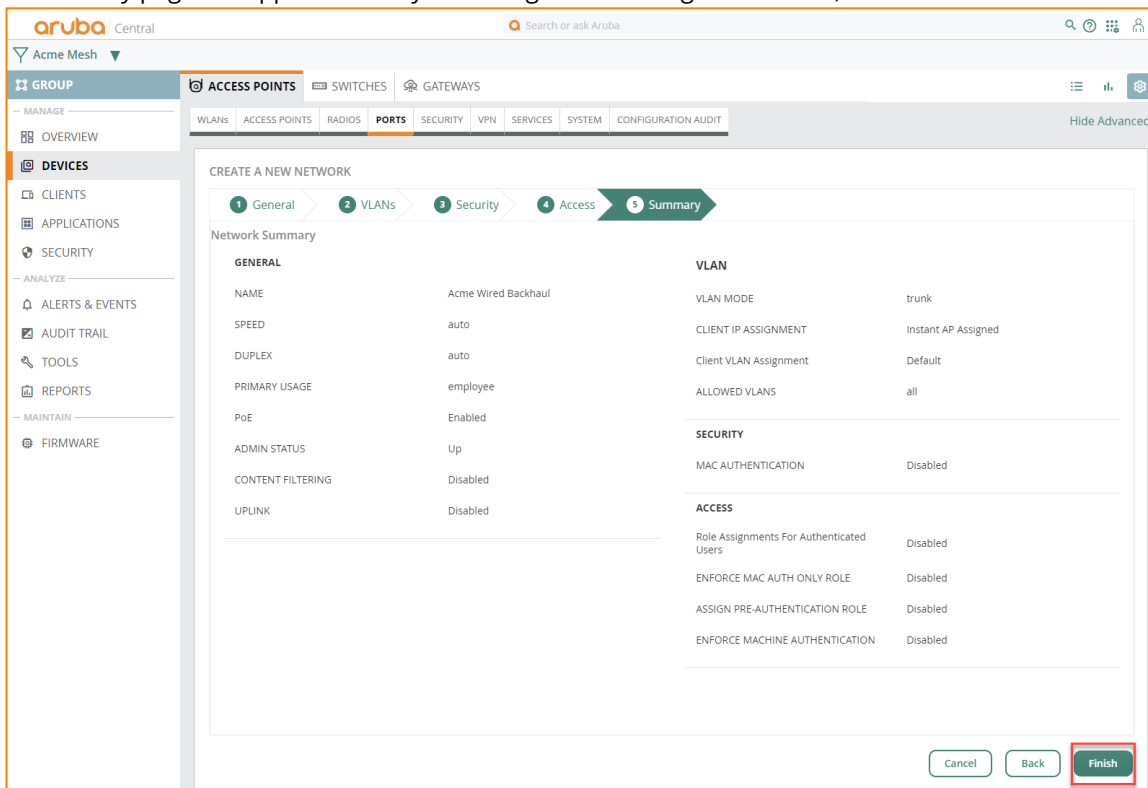 aruba Central
Search or ask Aruba
Acme Mesh
GROUP
ACCESS POINTS SWITCHES GATEWAYS
MANAGE
WLANs ACCESS POINTS RADIOS PORTS SECURITY VPN SERVICES SYSTEM CONFIGURATION AUDIT
Hide Advanced
OVERVIEW
DEVICES
CLIENTS
APPLICATIONS
SECURITY
ANALYZE
ALERTS & EVENTS
AUDIT TRAIL
TOOLS
REPORTS
MAINTAIN
FIRMWARE
CREATE A NEW NETWORK
1 General 2 VLANs 3 Security 4 Access 5 Summary
Network Summary
GENERAL
NAME Acme Wired Backhaul
SPEED auto
DUPLEX auto
PRIMARY USAGE employee
PoE Enabled
ADMIN STATUS Up
CONTENT FILTERING Disabled
UPLINK Disabled
VLAN
VLAN MODE trunk
CLIENT IP ASSIGNMENT Instant AP Assigned
Client VLAN Assignment Default
ALLOWED VLANS all
SECURITY
MAC AUTHENTICATION Disabled
ACCESS
Role Assignments For Authenticated
Users Disabled
ENFORCE MAC AUTH ONLY ROLE Disabled
ASSIGN PRE-AUTHENTICATION ROLE Disabled
ENFORCE MACHINE AUTHENTICATION Disabled
Cancel Back Finish